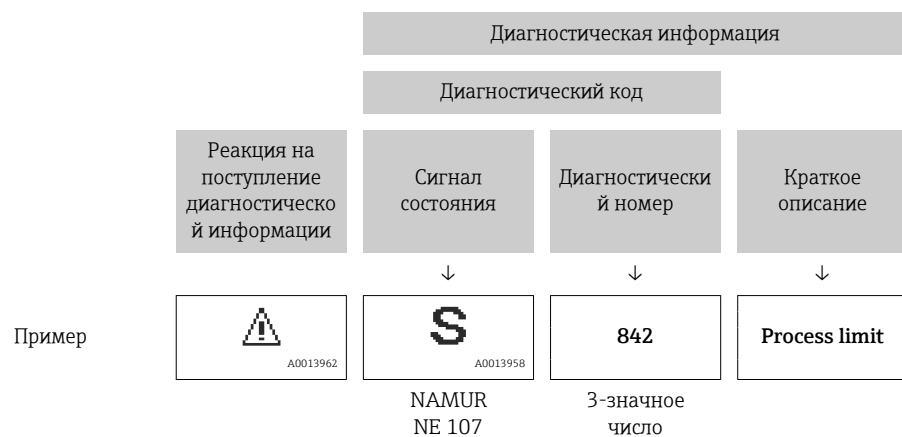 Диагностическая информация
Диагностический код
Реакция на
поступление
диагностическо
й информации
Сигнал
состояния
Диагностически
й номер
Краткое
описание
↓ ↓ ↓
Пример
A0013962
S
A0013958
842
Process limit
NAMUR
NE 107
3-значное
число